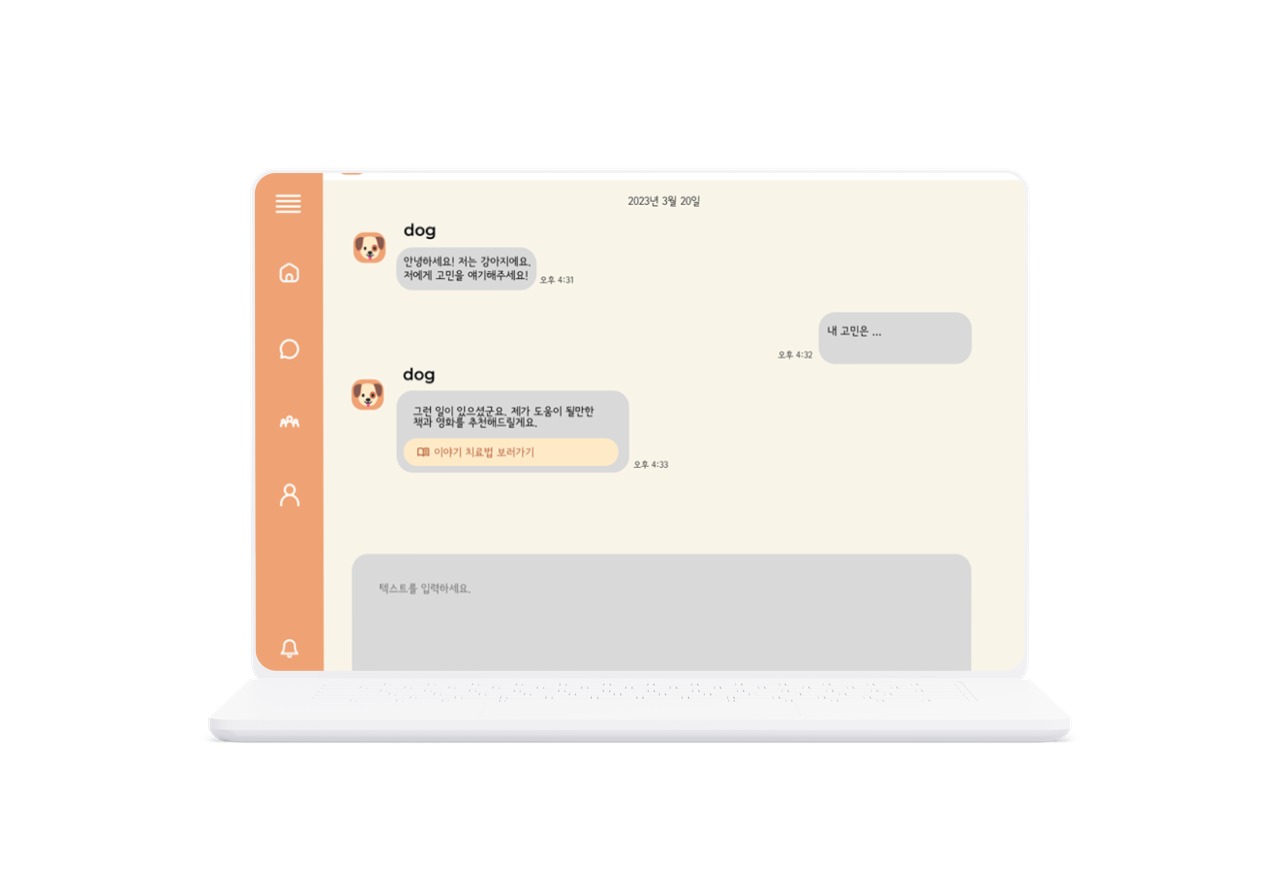 2023년 3월 20일
dog
안녕하세요! 저는 강아지에요.
저에게 고민을 얘기해주세요!
오후 4:31
내 고민은 ...
오후 4:32
dog
그런 일이 있으셨군요. 제가 도움이 될만한
책과 영화를 추천해드릴게요.
이야기 치료법 보러가기
오후 4:33
텍스트를 입력하세요.